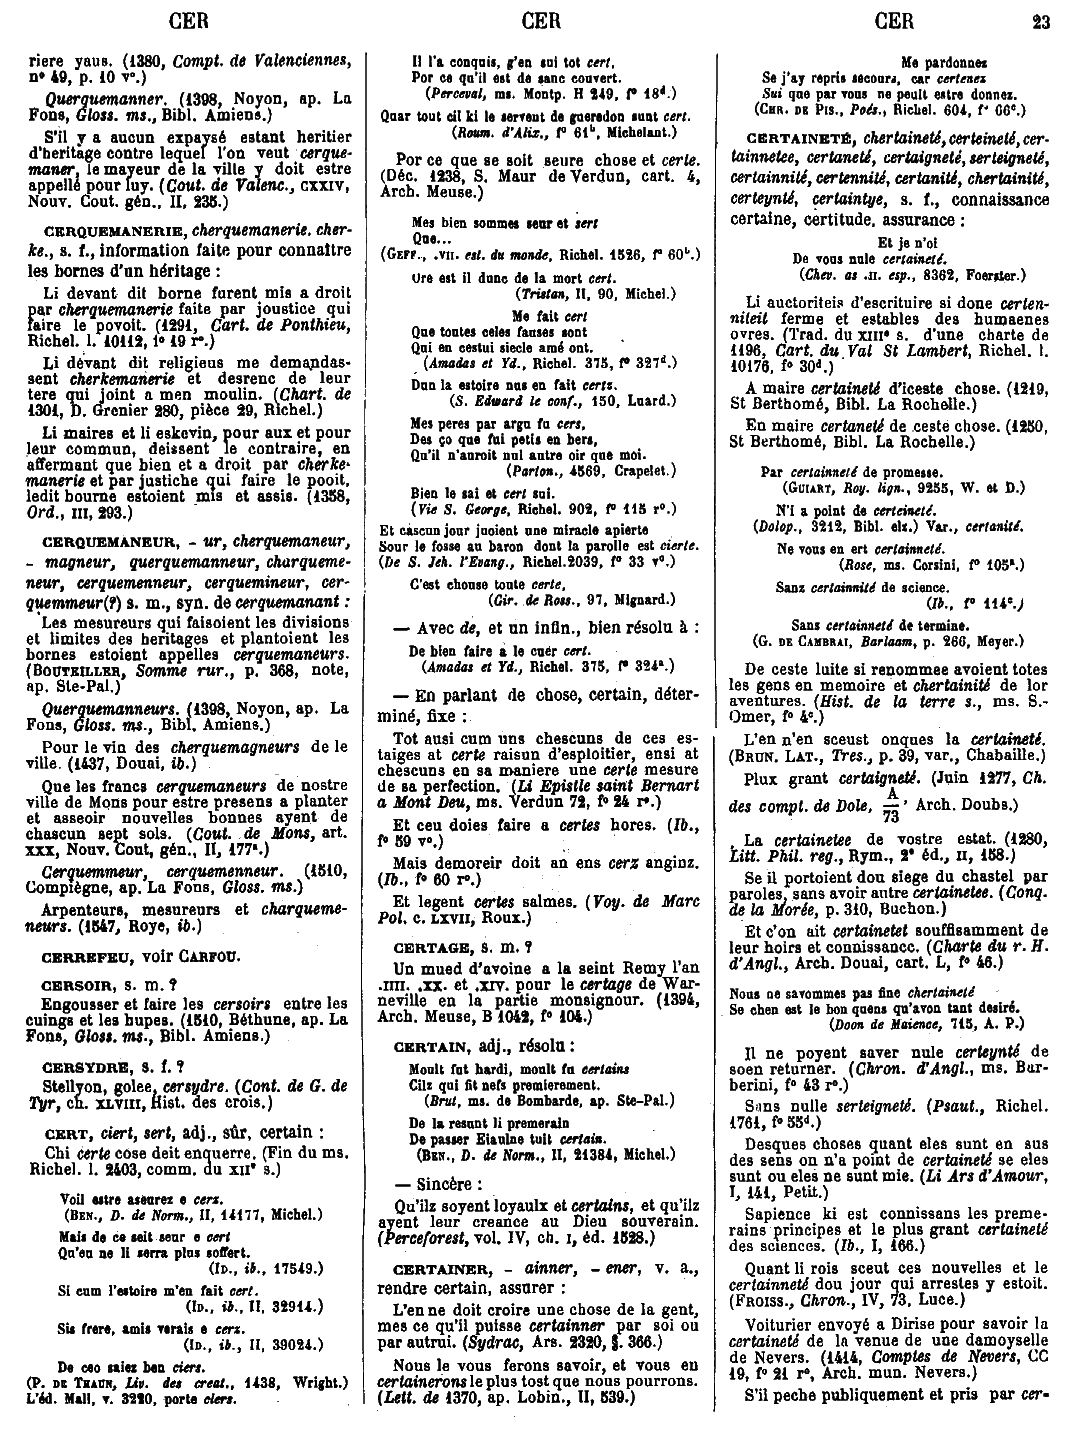 CER
CER
CER
23
riere yaus. (1380, Compt. de Valenciennes,
n° 49, p. 10 v°.)
Querquemanner. (1398, Noyon, ap. La
Fons, Gloss. ms., Bibl. Amiens.)
S'il y a aucun expaysé estant heritier
d'heritage contre lequel l'on veut cerque-
maner, le mayeur de la ville y doit estre
appellé pour luy. (Cout. de Valenc., CXXIV,
Nouv. Cout. gén., II, 235.)
CERQUEMANERIE, cherquemanerie. cher-
ke., s. f., information faite pour connaître
les bornes d'un héritage :
Li devant dit borne furent mis a droit
par cherquemanerie faite par joustice qui
faire le povoit. (1291, Cart. de Ponthieu,
Richel. l. 10112, f° 19 r°.)
Li devant dit religieus me demandas-
sent cherkemanerie et desrenc de leur
tere qui joint a men moulin. (Chart. de
1301, D. Grenier 280, pièce 29, Richel.)
Li maires et li eskevin, pour aux et pour
leur commun, deissent le contraire, en
affermant que bien et a droit par cherke-
manerie et par justiche qui faire le pooit,
ledit bourne estoient mis et assis. (1358,
Ord., III, 293.)
CERQUEMANEUR, - ur, cherquemaneur,
- magneur, querquemanneur, charqueme-
neur, cerquemenneur, cerquemineur, cer-
quemmeur(?) s. m., syn. de cerquemanant :
Les mesureurs qui faisoient les divisions
et limites des heritages et plantoient les
bornes estoient appelles cerquemaneurs.
(BOUTEILLER, Somme rur., p. 368, note,
ap. Ste-Pal.)
Querquemanneurs. (1398, Noyon, ap. La
Fons, Gloss. ms., Bibl. Amiens.)
Pour le vin des cherquemagneurs de le
ville. (1437, Douai, ib.)
Que les francs cerquemaneurs de nostre
ville de Mons pour estre presens a planter
et asseoir nouvelles bonnes ayent de
chascun sept sols. (Cout. de Mons, art.
XXX, Nouv. Cout, gén., II, 177ᵃ.)
Cerquemmeur, cerquemenneur. (1510,
Compiègne, ap. La Fons, Gloss. ms.)
Arpenteurs, mesureurs et charqueme-
neurs. (1547, Roye, ib.)
CERREFEU, voir CARFOU.
CERSOIR, s. m. ?
Engousser et faire les cersoirs entre les
cuings et les hupes. (1510, Béthune, ap. La
Fons, Gloss. ms., Bibl. Amiens.)
CERSYDRE, s. f. ?
Stellyon, golee, cersydre. (Cont. de G. de
Tyr, ch. XLVIII, Hist. des crois.)
CERT, ciert, sert, adj., sûr, certain :
Chi certe cose deit enquerre. (Fin du ms.
Richel. l. 2403, comm. du XIIᵉ s.)
Voil estre aseurez e cerz.
(BEN., D. de Norm., II, 14177, Michel.)
Mais de ce seit seur e cert
Qu'eu ne li serra plus soffert.
(ID., ib., 17549.)
Si cum l'estoire m'en fait cert.
(ID., ib., II, 32914.)
Sis frere, amis verais e cerz.
(ID., ib., II, 39024.)
De ceo saiez ben ciers.
(P. DE THAUN, Liv. des creat., 1438, Wright.)
L'éd. Mall, v. 3220, porte clers.
Il l'a conquis, g'en sui tot cert,
Por ce qu'il est de sanc couvert.
(Perceval, ms. Montp. H 249, f° 18ᵈ.)
Quar tout cil ki le servent de gueredon sunt cert.
(Roum. d'Alix., f° 61ᵇ, Michelant.)
Por ce que se soit seure chose et certe.
(Déc. 1238, S. Maur de Verdun, cart. 4,
Arch. Meuse.)
Mes bien sommes seur et sert
Que...
(GEFF., .VII. est. du monde, Richel. 1526, f° 60ᵇ.)
Ore est il dunc de la mort cert.
(Tristan, II, 90, Michel.)
Me fait cert
Que toutes celes fauses sont
Qui en cestui siecle amé ont.
(Amadas et Yd., Richel. 375, f° 327ᵈ.)
Dun la estoire nus en fait certz.
(S. Edward le conf., 150, Luard.)
Mes peres par argu fu cers,
Des ço que fui petis en bers,
Qu'il n'auroit nul autre oir que moi.
(Parton., 4569, Crapelet.)
Bien le sai et cert sui.
(Vie S. George, Richel. 902, f° 115 r°.)
Et cascun jour juoient une miracle apierte
Sour le fosse au baron dont la parolle est cierte.
(De S. Jeh. l'Evang., Richel.2039, f° 33 v°.)
C'est chouse toute certe,
(Gir. de Ross., 97, Mignard.)
— Avec de, et un infin., bien résolu à :
De bien faire a le cuer cert.
(Amadas et Yd., Richel. 375, f° 324ᵃ.)
— En parlant de chose, certain, déter-
miné, fixe :
Tot ausi cum uns chescuns de ces es-
taiges at certe raisun d'esploitier, ensi at
chescuns en sa maniere une certe mesure
de sa perfection. (Li Epistle saint Bernart
a Mont Deu, ms. Verdun 72, f° 24 r°.)
Et ceu doies faire a certes hores. (Ib.,
f° 59 v°.)
Mais demoreir doit an ens cerz anginz.
(Ib., f° 60 r°.)
Et legent certes salmes. (Voy. de Marc
Pol. c. LXVII, Roux.)
CERTAGE, s. m. ?
Un mued d'avoine a la seint Remy l'an
.IIII. .XX. et .XIV. pour le certage de War-
neville en la partie monsignour. (1394,
Arch. Meuse, B 1042, f° 104.)
CERTAIN, adj., résolu :
Moult fut hardi, moult fu certains
Cilz qui fit nefs premierement.
(Brut, ms. de Bombarde, ap. Ste-Pal.)
De la resunt li premerain
De passer Eiaulne tuit certain.
(BEN., D. de Norm., II, 21384, Michel.)
— Sincère :
Qu'ilz soyent loyaulx et certains, et qu'ilz
ayent leur creance au Dieu souverain.
(Perceforest, vol. IV, ch. I, éd. 1528.)
CERTAINER, - ainner, - ener, v. a.,
rendre certain, assurer :
L'en ne doit croire une chose de la gent,
mes ce qu'il puisse certainner par soi ou
par autrui. (Sydrac, Ars. 2320, §. 366.)
Nous le vous ferons savoir, et vous en
certainerons le plus tost que nous pourrons.
(Lett. de 1370, ap. Lobin., II, 539.)
Me pardonnez
Se j'ay repris secours, car certenez
Sui que par vous ne peult estre donnez.
(CHR. DE PIS., Poés., Richel. 604, f° 66ᶜ.)
CERTAINETÉ, chertaineté, certeineté, cer-
tainnetee, certaneté, certaigneté, serteigneté,
certainnité, certennité, certanité, chertainité,
certeynté, certaintye, s. f., connaissance
certaine, certitude, assurance :
Et je n'oi
De vous nule certaineté.
(Chev. as .II. esp., 8362, Foerster.)
Li auctoriteis d'escrituire si done certen-
niteit ferme et estables des humaenes
ovres. (Trad. du XIIIᵉ s. d'une charte de
1196, Cart. du Val St Lambert, Richel. l.
10176, f° 30ᵈ.)
A maire certaineté d'iceste chose. (1219,
St Berthomé, Bibl. La Rochelle.)
En maire certaneté de ceste chose. (1250,
St Berthomé, Bibl. La Rochelle.)
Par certainneté de promesse.
(GUIART, Roy. lign., 9255, W. et D.)
N'i a point de certeineté.
(Dolop., 3212, Bibl. elz.) Var., certanité.
Ne vous en ert certainneté.
(Rose, ms. Corsini, f° 105ᵃ.)
Sanz certainnité de science.
(Ib., f° 114ᶜ.)
Sans certainneté de termine.
(G. DE CAMBRAI, Barlaam, p. 266, Meyer.)
De ceste luite si renommee avoient totes
les gens en memoire et chertainité de lor
aventures. (Hist. de la terre s., ms. S.-
Omer, f° 4ᶜ.)
L'en n'en sceust onques la certaineté.
(BRUN. LAT., Tres., p. 39, var., Chabaille.)
Plux grant certaigneté. (Juin 1277, Ch.
des compt. de Dole, A/73, Arch. Doubs.)
La certainetee de vostre estat. (1280,
Litt. Phil. reg., Rym., 2ᵉ éd., II, 158.)
Se il portoient dou siege du chastel par
paroles, sans avoir autre certainetee. (Conq.
de la Morée, p. 310, Buchon.)
Et c'on ait certainetet souffisamment de
leur hoirs et connissance. (Charte du r. H.
d'Angl., Arch. Douai, cart. L, f° 46.)
Nous ne savommes pas fine chertaineté
Se chen est le bon quens qu'avon tant desiré.
(Doon de Maience, 715, A. P.)
Il ne poyent saver nule certeynté de
soen returner. (Chron. d'Angl., ms. Bar-
berini, f° 43 r°.)
Sans nulle serteigneté. (Psaut., Richel.
1761, f° 55ᵈ.)
Desques choses quant eles sunt en sus
des sens on n'a point de certaineté se eles
sunt ou eles ne sunt mie. (Li Ars d'Amour,
I, 141, Petit.)
Sapience ki est connissans les preme-
rains principes et le plus grant certaineté
des sciences. (Ib., I, 166.)
Quant li rois sceut ces nouvelles et le
certainneté dou jour qui arrestes y estoit.
(FROISS., Chron., IV, 73, Luce.)
Voiturier envoyé a Dirise pour savoir la
certaineté de la venue de une damoyselle
de Nevers. (1414, Comptes de Nevers, CC
19, f° 21 r°, Arch. mun. Nevers.)
S'il peche publiquement et pris par cer-